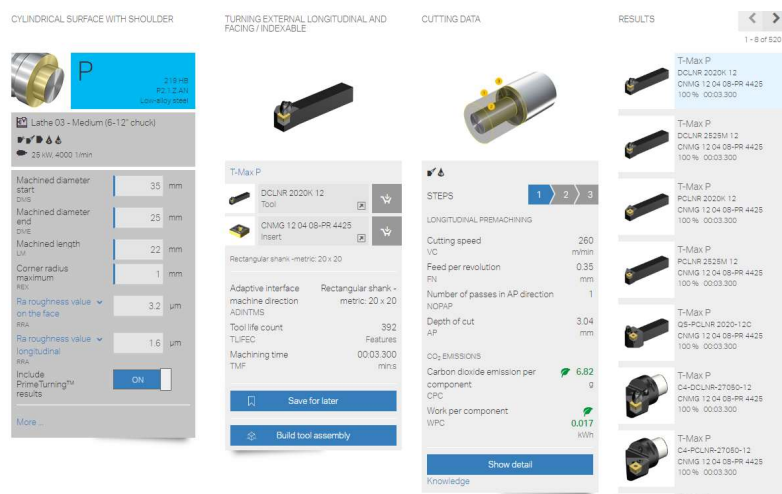 CYLINDRICAL SURFACE WITH SHOULDER
P
219 HB
P2.1.Z.AN
Low-alloy steel
Lathe 03 - Medium (6-12" chuck)
25 kW, 4000 1/min
Machined diameter start
DMS
35 mm
Machined diameter end
DME
25 mm
Machined length
LM
22 mm
Corner radius maximum
REX
1 mm
Ra roughness value on the face
RRA
3.2 µm
Ra roughness value longitudinal
RRA
1.6 µm
Include PrimeTurning™ results
ON
More ...
TURNING EXTERNAL LONGITUDINAL AND
FACING / INDEXABLE
T-Max P
DCLNR 2020K 12
Tool
CNMG 12 04 08-PR 4425
Insert
Rectangular shank -metric: 20 x 20
Adaptive interface machine direction
ADINTMS
Rectangular shank - metric: 20 x 20
Tool life count
TLIFEC
392
Features
Machining time
TMF
00:03.300
min:s
Save for later
Build tool assembly
CUTTING DATA
STEPS
1 2 3
LONGITUDINAL PREMACHINING
Cutting speed
VC
260
m/min
Feed per revolution
FN
0.35
mm
Number of passes in AP direction
NOPAP
1
Depth of cut
AP
3.04
mm
CO₂ EMISSIONS
Carbon dioxide emission per component
CPC
6.82
g
Work per component
WPC
0.017
kWh
Show detail
Knowledge
RESULTS
1 - 8 of 520
T-Max P
DCLNR 2020K 12
CNMG 12 04 08-PR 4425
100 % 00:03.300
T-Max P
DCLNR 2525M 12
CNMG 12 04 08-PR 4425
100 % 00:03.300
T-Max P
PCLNR 2020K 12
CNMG 12 04 08-PR 4425
100 % 00:03.300
T-Max P
PCLNR 2525M 12
CNMG 12 04 08-PR 4425
100 % 00:03.300
T-Max P
QS-PCLNR 2020-12C
CNMG 12 04 08-PR 4425
100 % 00:03.300
T-Max P
C4-DCLNR-27050-12
CNMG 12 04 08-PR 4425
100 % 00:03.300
T-Max P
C4-PCLNR-27050-12
CNMG 12 04 08-PR 4425
100 % 00:03.300